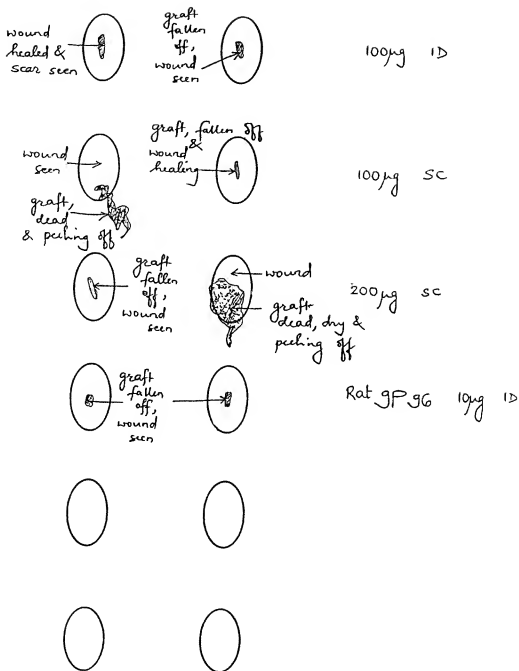 wound
healed &
scar seen
graft
fallen
off,
wound
seen
100µg ID
wound
seen
graft, fallen off
&
wound
healing
graft,
dead
& peeling off
100µg SC
graft
fallen
off,
wound
seen
wound
graft
dead, dry &
peeling off
200µg SC
graft
fallen
off,
wound
seen
Rat gp96 10µg ID